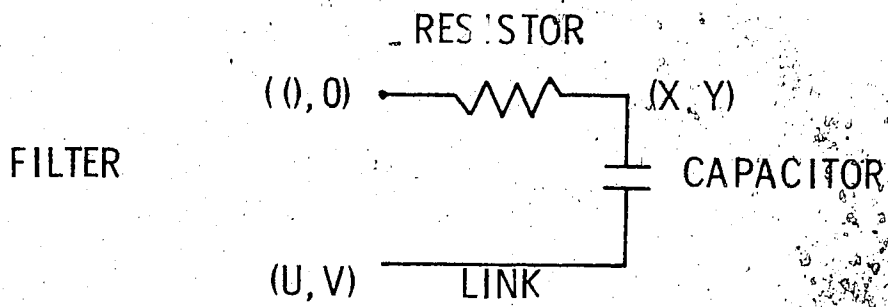 RESISTOR
(0,0) (X,Y)
FILTER CAPACITOR
(U,V) LINK